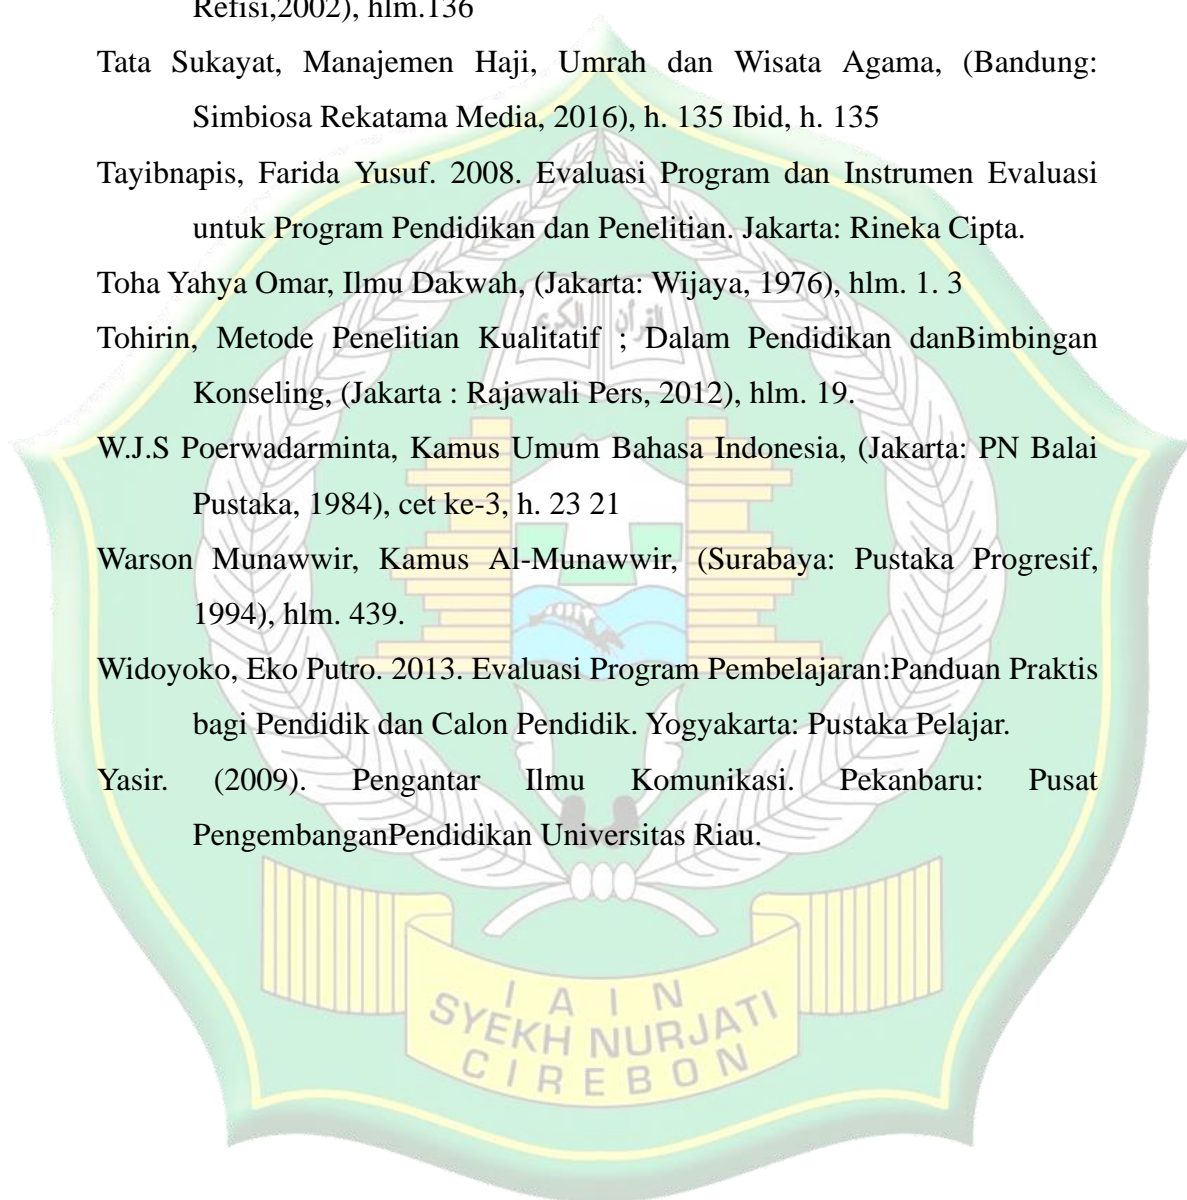 Refisi,2002), hlm.136
Tata Sukayat, Manajemen Haji, Umrah dan Wisata Agama, (Bandung:
Simbiosa Rekatama Media, 2016), h. 135 Ibid, h. 135
Tayibnapis, Farida Yusuf. 2008. Evaluasi Program dan Instrumen Evaluasi
untuk Program Pendidikan dan Penelitian. Jakarta: Rineka Cipta.
Toha Yahya Omar, Ilmu Dakwah, (Jakarta: Wijaya, 1976), hlm. 1. 3
القرآن الكريم
Tohirin, Metode Penelitian Kualitatif ; Dalam Pendidikan danBimbingan
Konseling, (Jakarta : Rajawali Pers, 2012), hlm. 19.
W.J.S Poerwadarminta, Kamus Umum Bahasa Indonesia, (Jakarta: PN Balai
Pustaka, 1984), cet ke-3, h. 23 21
Warson Munawwir, Kamus Al-Munawwir, (Surabaya: Pustaka Progresif,
1994), hlm. 439.
Widoyoko, Eko Putro. 2013. Evaluasi Program Pembelajaran:Panduan Praktis
bagi Pendidik dan Calon Pendidik. Yogyakarta: Pustaka Pelajar.
Yasir. (2009). Pengantar Ilmu Komunikasi. Pekanbaru: Pusat
PengembanganPendidikan Universitas Riau.
IAIN
SYEKH NURJATI
CIREBON